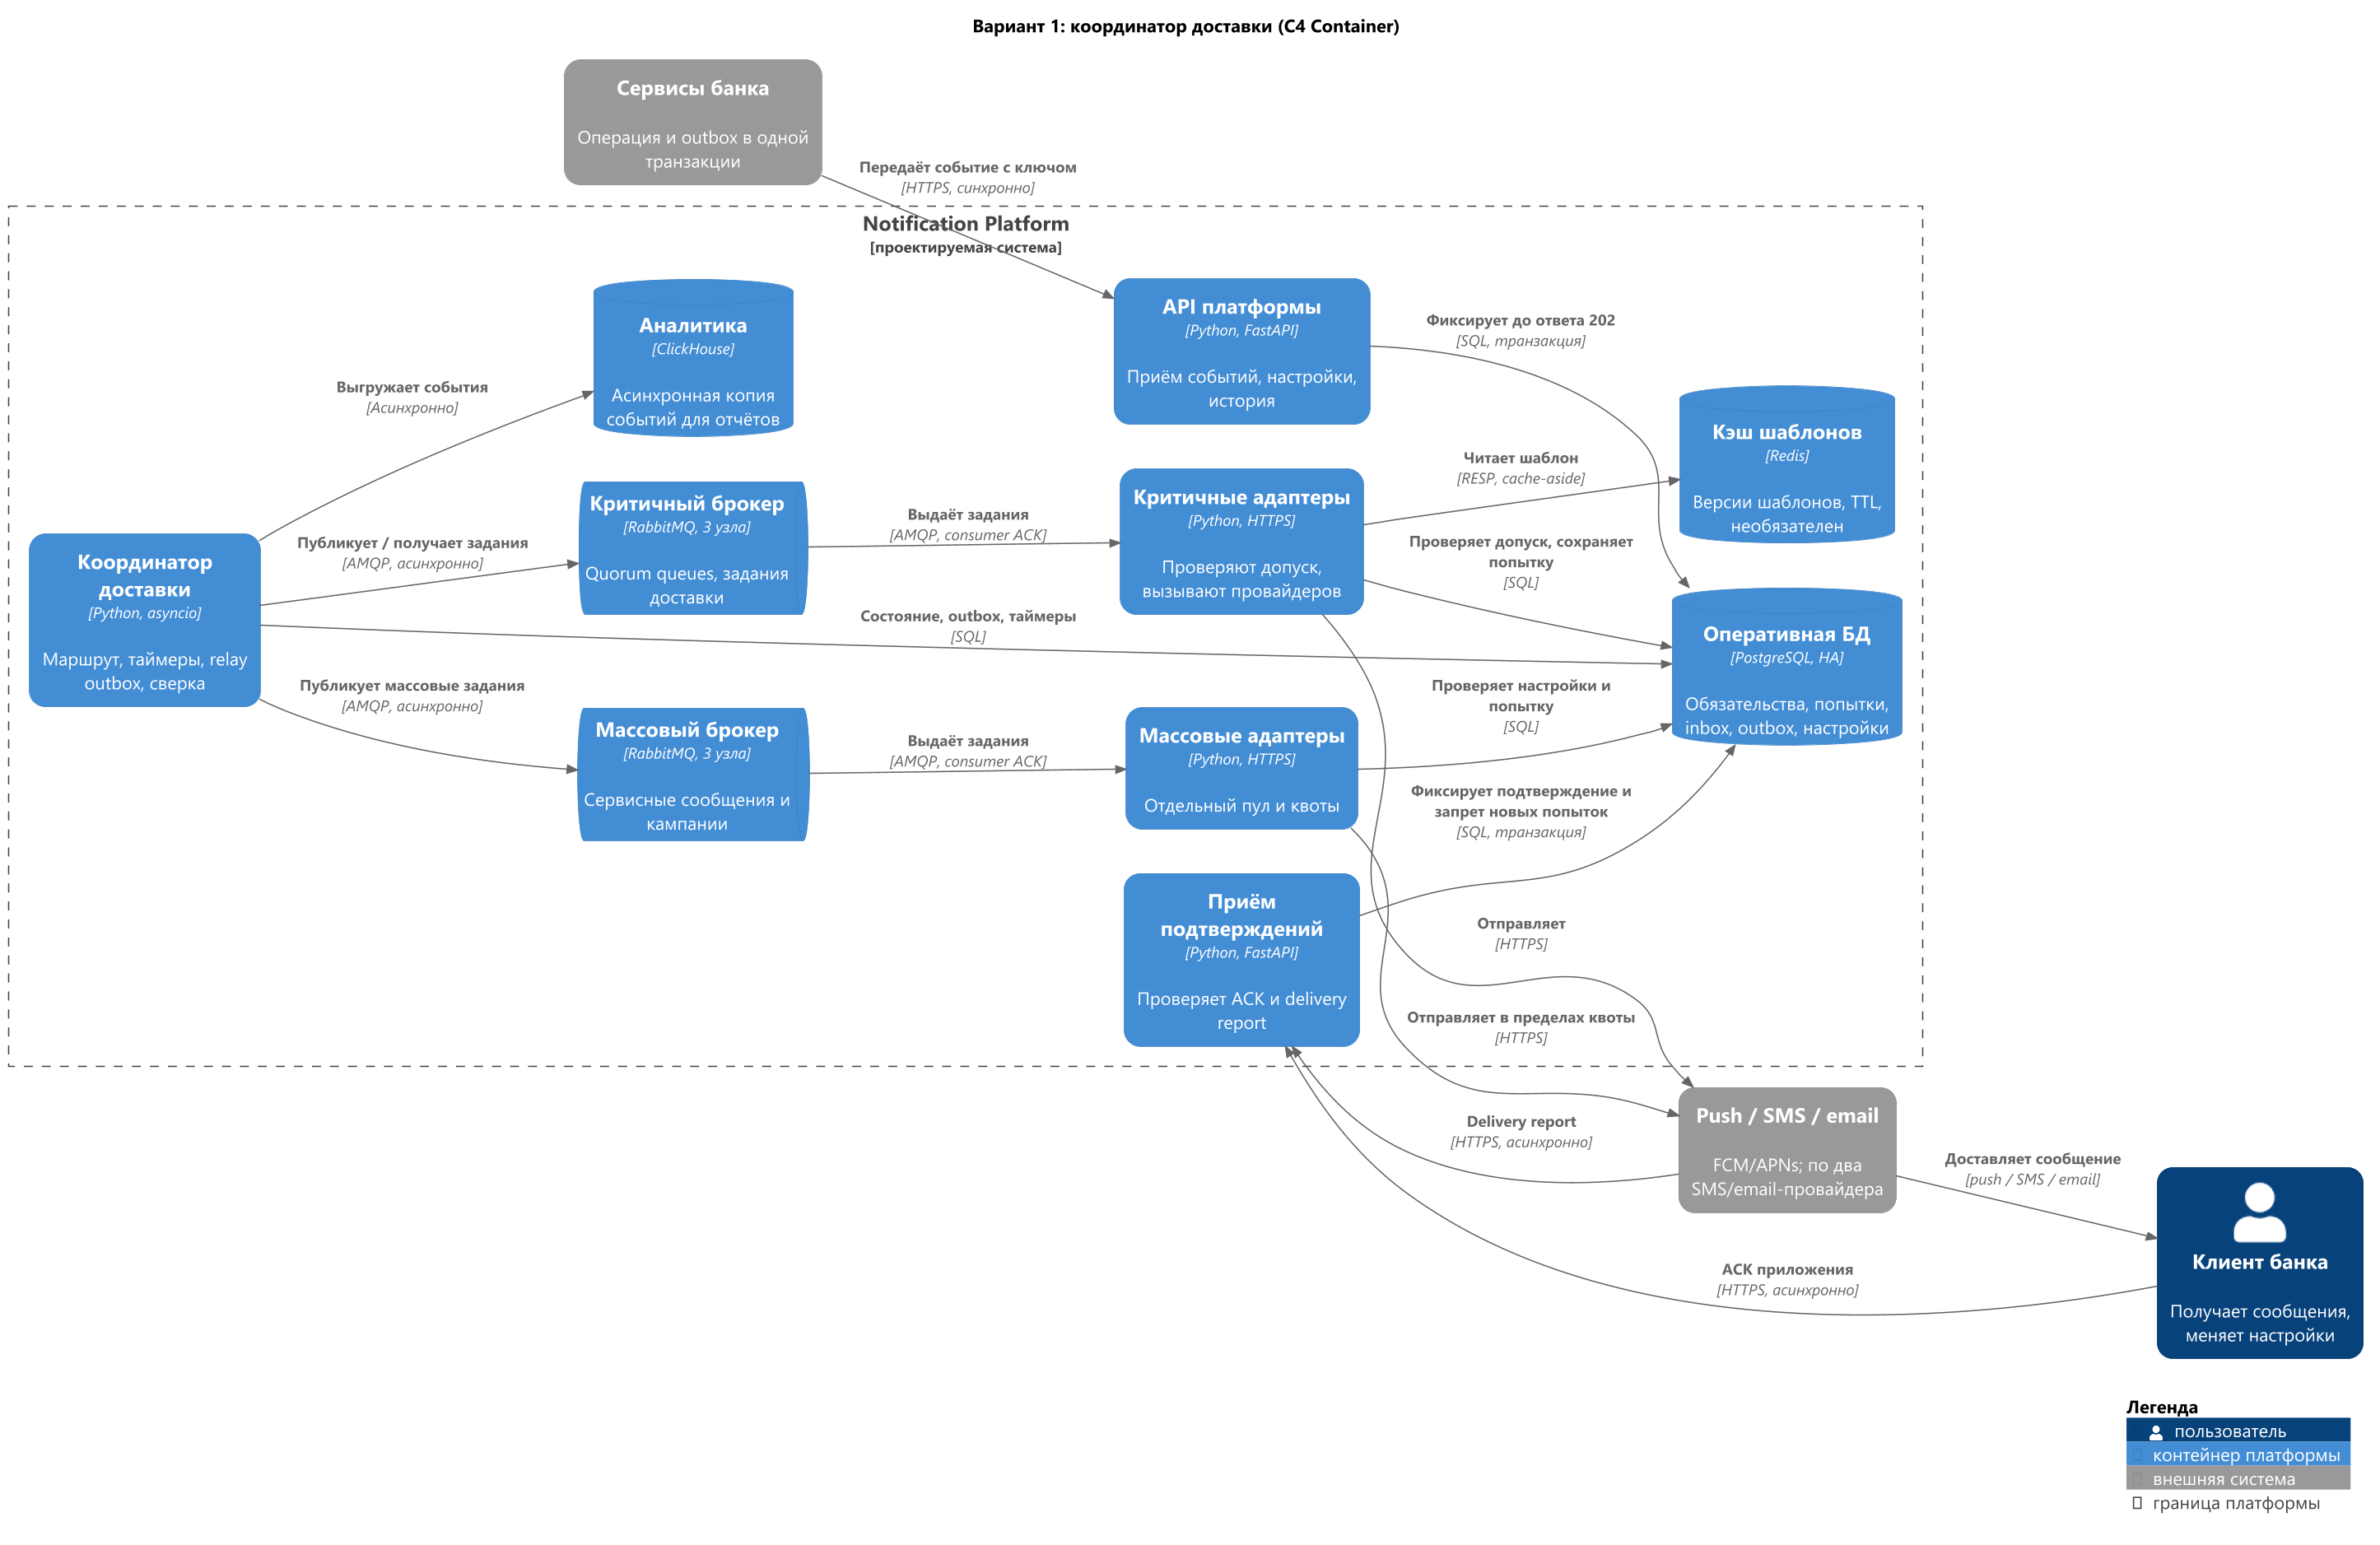 Вариант 1: координатор доставки (C4 Container)
Сервисы банка
Операция и outbox в одной
транзакции
Передаёт событие с ключом
[HTTPS, синхронно]
Notification Platform
[проектируемая система]
Аналитика
[ClickHouse]
Асинхронная копия
событий для отчётов
API платформы
[Python, FastAPI]
Приём событий, настройки,
история
Фиксирует до ответа 202
[SQL, транзакция]
Выгружает события
[Асинхронно]
Кэш шаблонов
[Redis]
Версии шаблонов, TTL,
необязателен
Читает шаблон
[RESP, cache-aside]
Критичный брокер
[RabbitMQ, 3 узла]
Quorum queues, задания
доставки
Выдаёт задания
[AMQP, consumer ACK]
Критичные адаптеры
[Python, HTTPS]
Проверяют допуск,
вызывают провайдеров
Проверяет допуск, сохраняет
попытку
[SQL]
Публикует / получает задания
[AMQP, асинхронно]
Координатор
доставки
[Python, asyncio]
Маршрут, таймеры, relay
outbox, сверка
Состояние, outbox, таймеры
[SQL]
Оперативная БД
[PostgreSQL, HA]
Обязательства, попытки,
inbox, outbox, настройки
Публикует массовые задания
[AMQP, асинхронно]
Массовый брокер
[RabbitMQ, 3 узла]
Сервисные сообщения и
кампании
Выдаёт задания
[AMQP, consumer ACK]
Массовые адаптеры
[Python, HTTPS]
Отдельный пул и квоты
Проверяет настройки и
попытку
[SQL]
Фиксирует подтверждение и
запрет новых попыток
[SQL, транзакция]
Приём
подтверждений
[Python, FastAPI]
Проверяет ACK и delivery
report
Отправляет
[HTTPS]
Отправляет в пределах квоты
[HTTPS]
Delivery report
[HTTPS, асинхронно]
Push / SMS / email
FCM/APNs; по два
SMS/email-провайдера
Доставляет сообщение
[push / SMS / email]
ACK приложения
[HTTPS, асинхронно]
Клиент банка
Получает сообщения,
меняет настройки
Легенда
пользователь
контейнер платформы
внешняя система
граница платформы